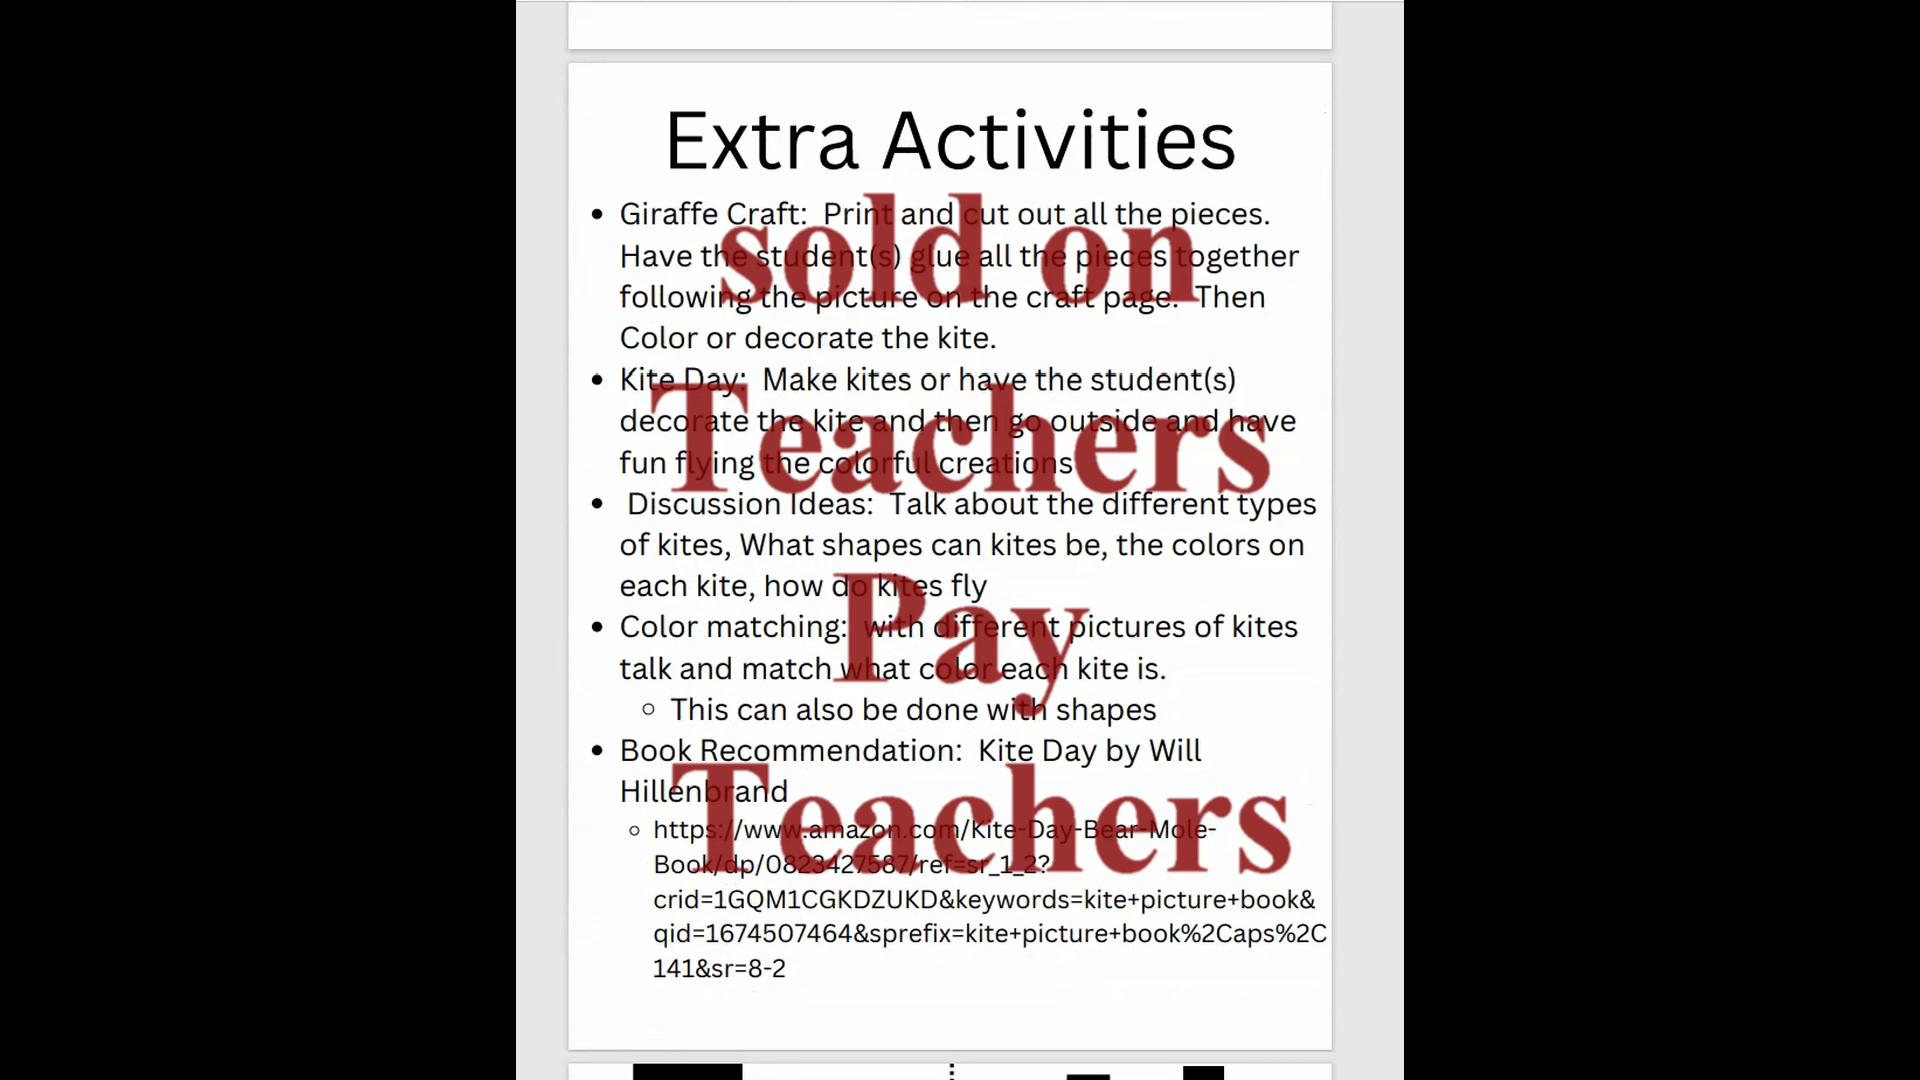 Extra Activities
• Giraffe Craft:  Print and cut out all the pieces.
Have the student(s) glue all the pieces together
following the picture on the craft page.  Then
Color or decorate the kite.
• Kite Day:  Make kites or have the student(s)
decorate the kite and then go outside and have
fun flying the colorful creations
• Discussion Ideas:  Talk about the different types
of kites, What shapes can kites be, the colors on
each kite, how do kites fly
• Color matching:  with different pictures of kites
talk and match what color each kite is.
○ This can also be done with shapes
• Book Recommendation:  Kite Day by Will
Hillenbrand
○ https://www.amazon.com/Kite-Day-Bear-Mole-
Book/dp/0823427587/ref=sr_1_2?
crid=1GQM1CGKDZUKD&keywords=kite+picture+book&
qid=1674507464&sprefix=kite+picture+book%2Caps%2C
141&sr=8-2
sold on
Teachers
Pay
Teachers